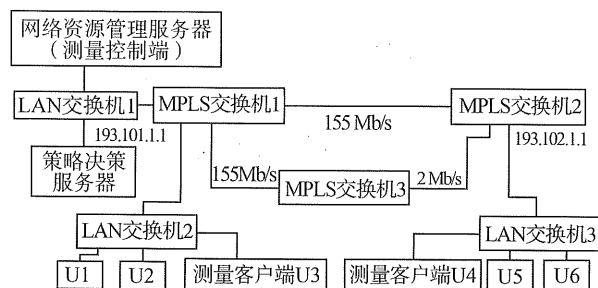 网络资源管理服务器
（测量控制端）
LAN交换机1
MPLS交换机1
155 Mb/s
MPLS交换机2
193.101.1.1
193.102.1.1
策略决策
服务器
155Mb/s
MPLS交换机3
2 Mb/s
LAN交换机2
LAN交换机3
U1
U2
测量客户端U3
测量客户端U4
U5
U6